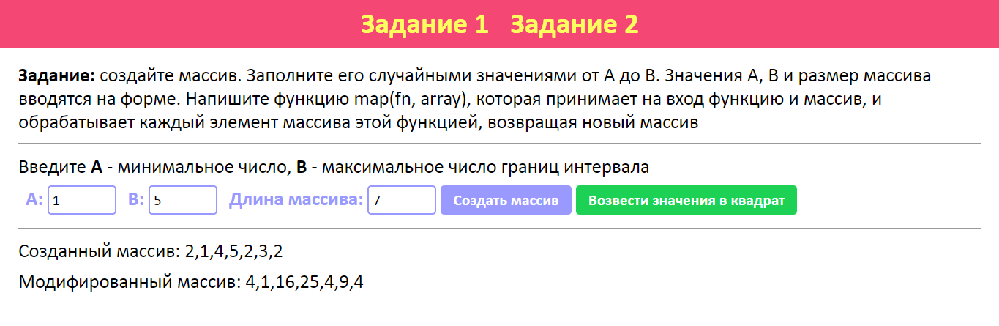 Задание 1 Задание 2
Задание: создайте массив. Заполните его случайными значениями от А до В. Значения А, В и размер массива
вводятся на форме. Напишите функцию map(fn, array), которая принимает на вход функцию и массив, и
обрабатывает каждый элемент массива этой функцией, возвращая новый массив
Введите А - минимальное число, В - максимальное число границ интервала
А: 1 В: 5 Длина массива: 7 Создать массив Возвести значения в квадрат
Созданный массив: 2,1,4,5,2,3,2
Модифированный массив: 4,1,16,25,4,9,4